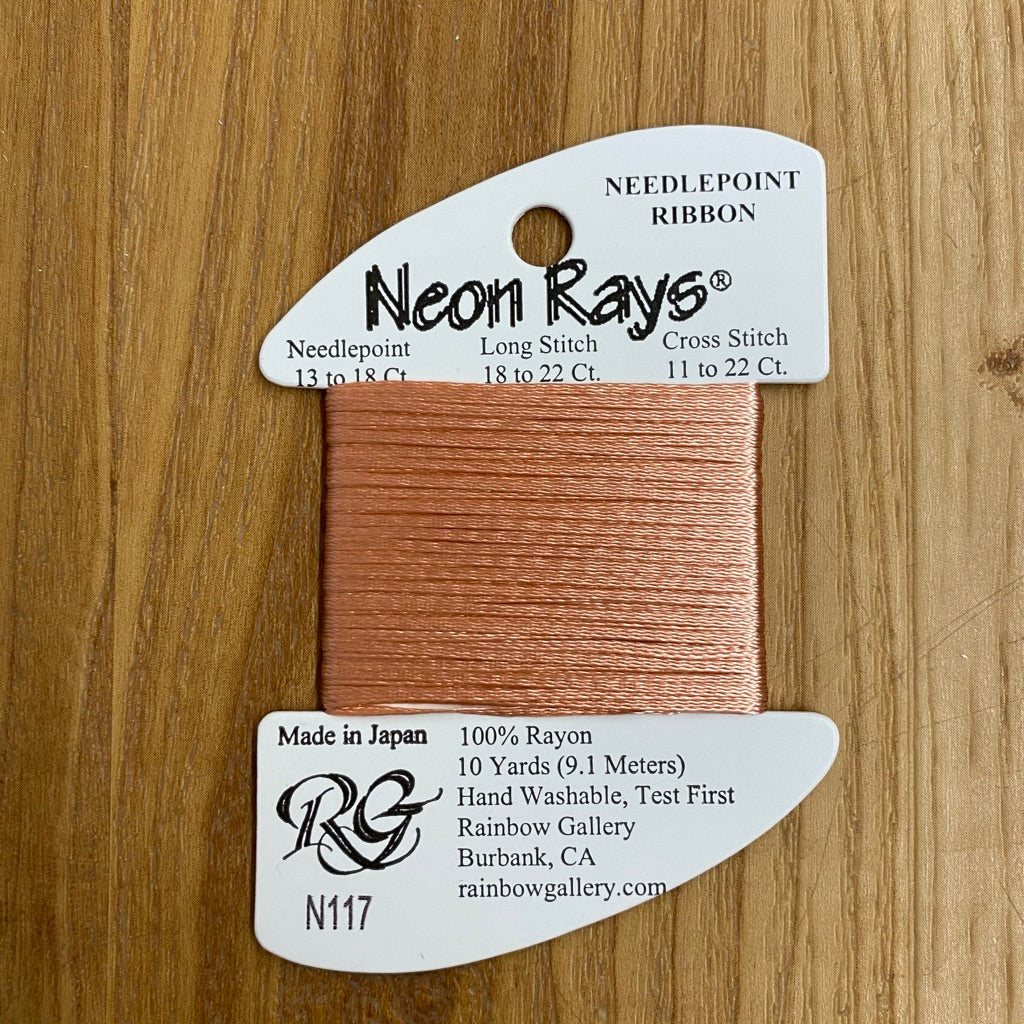 NEEDLEPOINT
RIBBON
Neon Rays®
Needlepoint Long Stitch Cross Stitch
13 to 18 Ct. 18 to 22 Ct. 11 to 22 Ct.
Made in Japan
RG
N117
100% Rayon
10 Yards (9.1 Meters)
Hand Washable, Test First
Rainbow Gallery
Burbank, CA
rainbowgallery.com